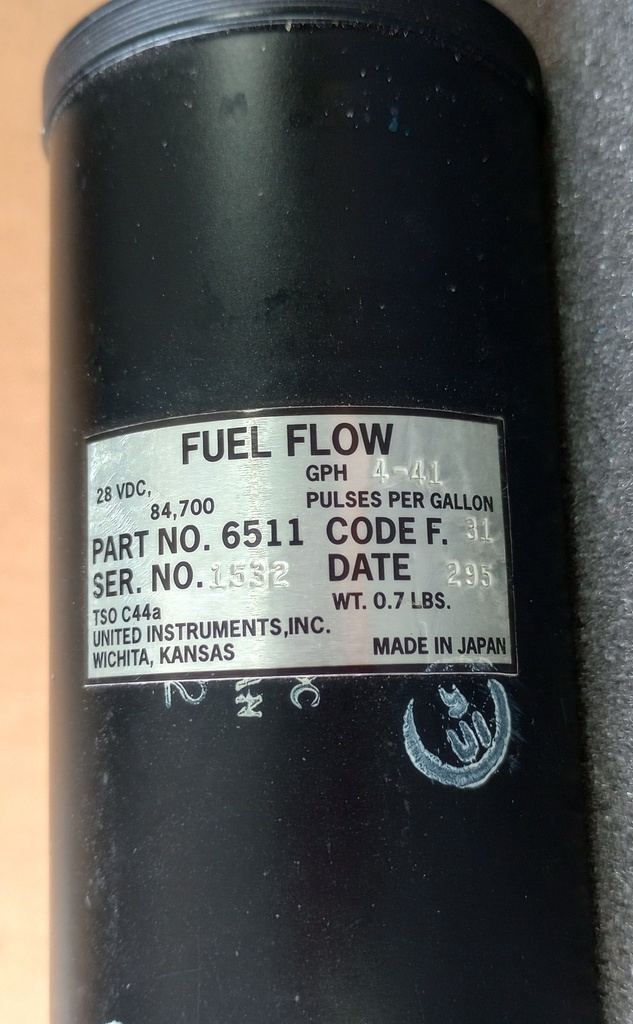 FUEL FLOW
28 VDC, GPH 4-41
84,700 PULSES PER GALLON
PART NO. 6511 CODE F. 31
SER. NO. 1532 DATE 295
TSO C44a WT. 0.7 LBS.
UNITED INSTRUMENTS,INC.
WICHITA, KANSAS MADE IN JAPAN
UI